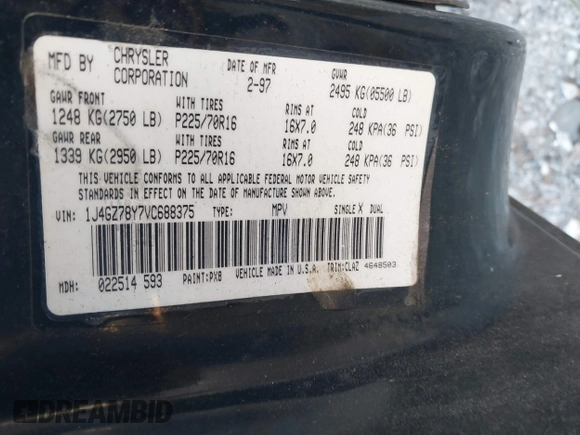 MFD BY CHRYSLER CORPORATION DATE OF MFR 2-97 GVWR 2495 KG(05500 LB)
GAWR FRONT WITH TIRES RIMS AT COLD
1248 KG(2750 LB) P225/70R16 16X7.0 248 KPA(36 PSI)
GAWR REAR WITH TIRES RIMS AT COLD
1339 KG(2950 LB) P225/70R16 16X7.0 248 KPA(36 PSI)
THIS VEHICLE CONFORMS TO ALL APPLICABLE FEDERAL MOTOR VEHICLE SAFETY
STANDARDS IN EFFECT ON THE DATE OF MANUFACTURE SHOWN ABOVE.
VIN: 1J4GZ78Y7VC688375 TYPE: MPV SINGLE X DUAL
MDH: 022514 593 PAINT:PX8 VEHICLE MADE IN U.S.A. TRIM:CLAZ 4648503
DREAMBID